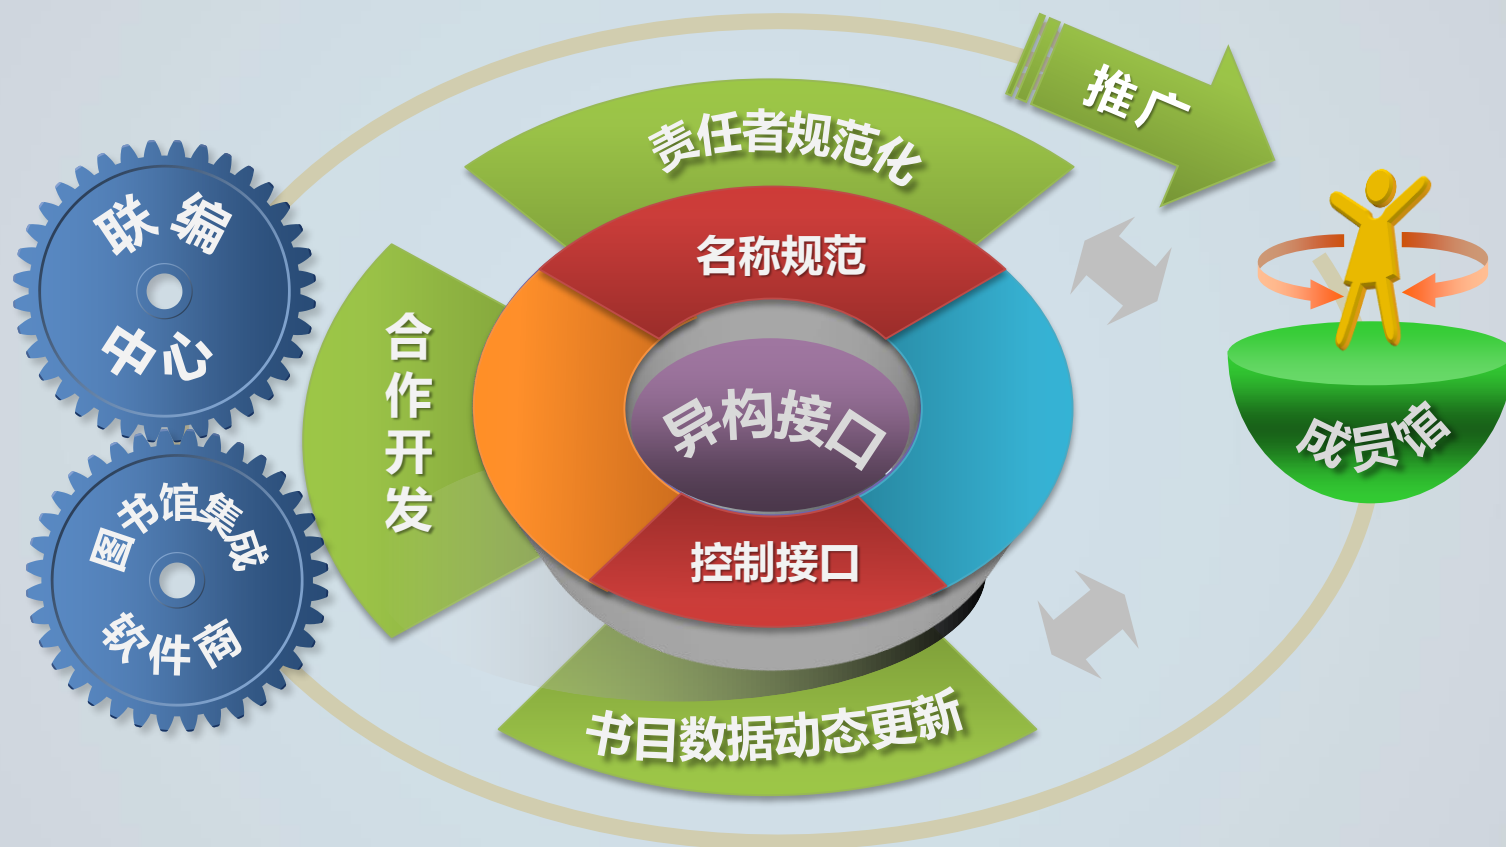 推广
责任者规范化
联编
中心
名称规范
合作开发
异构接口
成员馆
图书馆集成
软件商
控制接口
书目数据动态更新